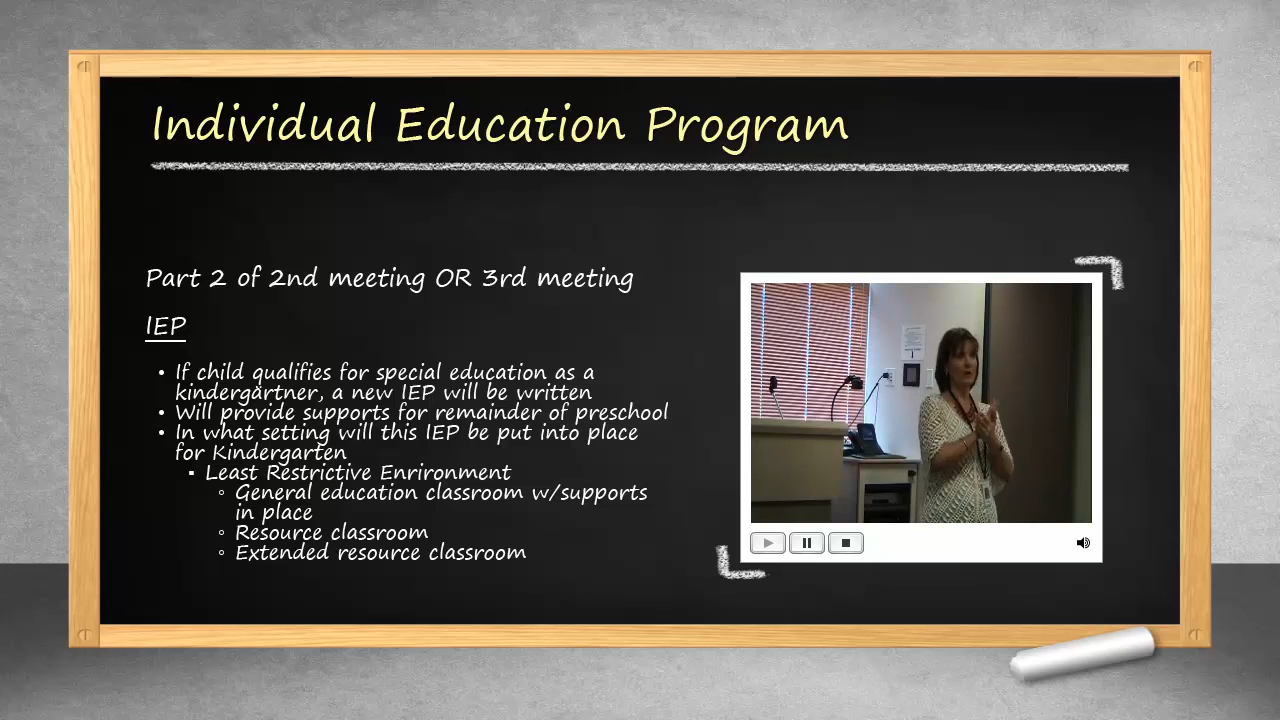 Individual Education Program
Part 2 of 2nd meeting OR 3rd meeting
IEP
• If child qualifies for special education as a
kindergartner, a new IEP will be written
• Will provide supports for remainder of preschool
• In what setting will this IEP be put into place
for Kindergarten
▪ Least Restrictive Enrironment
◦ General education classroom w/supports
in place
◦ Resource classroom
◦ Extended resource classroom